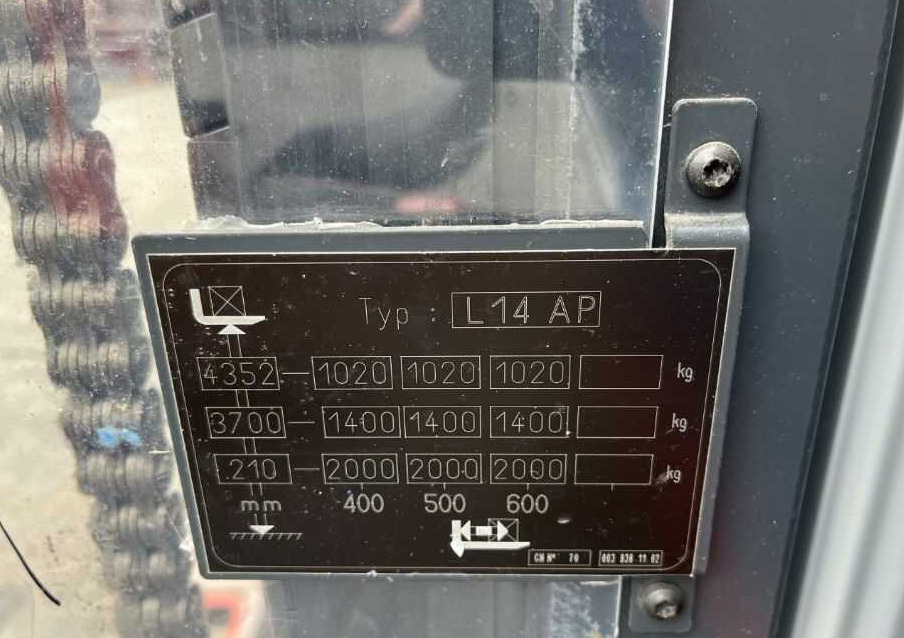 Typ : L14 AP
4352 1020 1020 1020 kg
3700 1400 1400 1400 kg
210 2000 2000 2000 kg
mm 400 500 600
70